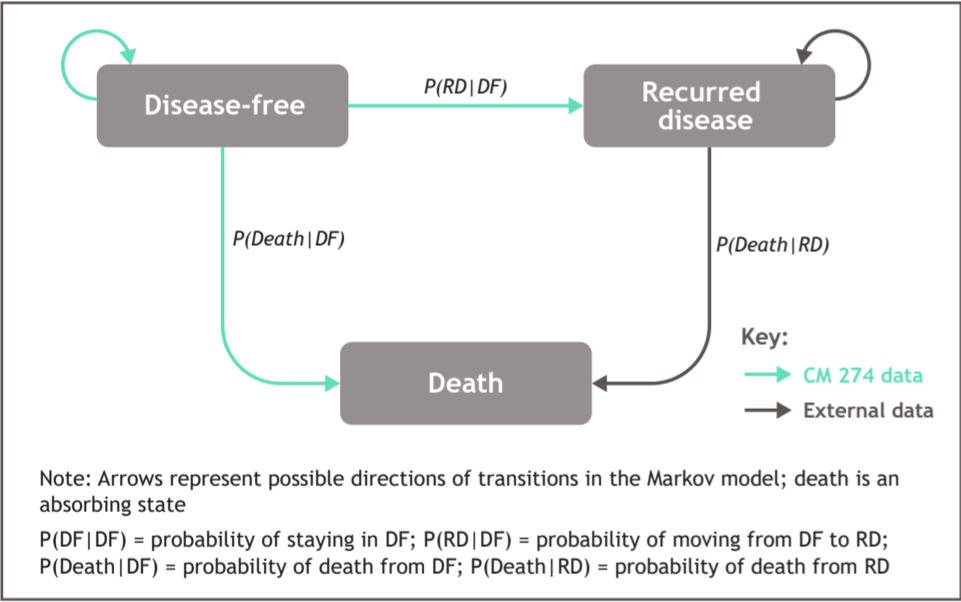 Disease-free
P(RD|DF)
Recurred
disease
P(Death|DF)
P(Death|RD)
Death
Key:
CM 274 data
External data
Note: Arrows represent possible directions of transitions in the Markov model; death is an
absorbing state
P(DF|DF) = probability of staying in DF; P(RD|DF) = probability of moving from DF to RD;
P(Death|DF) = probability of death from DF; P(Death|RD) = probability of death from RD